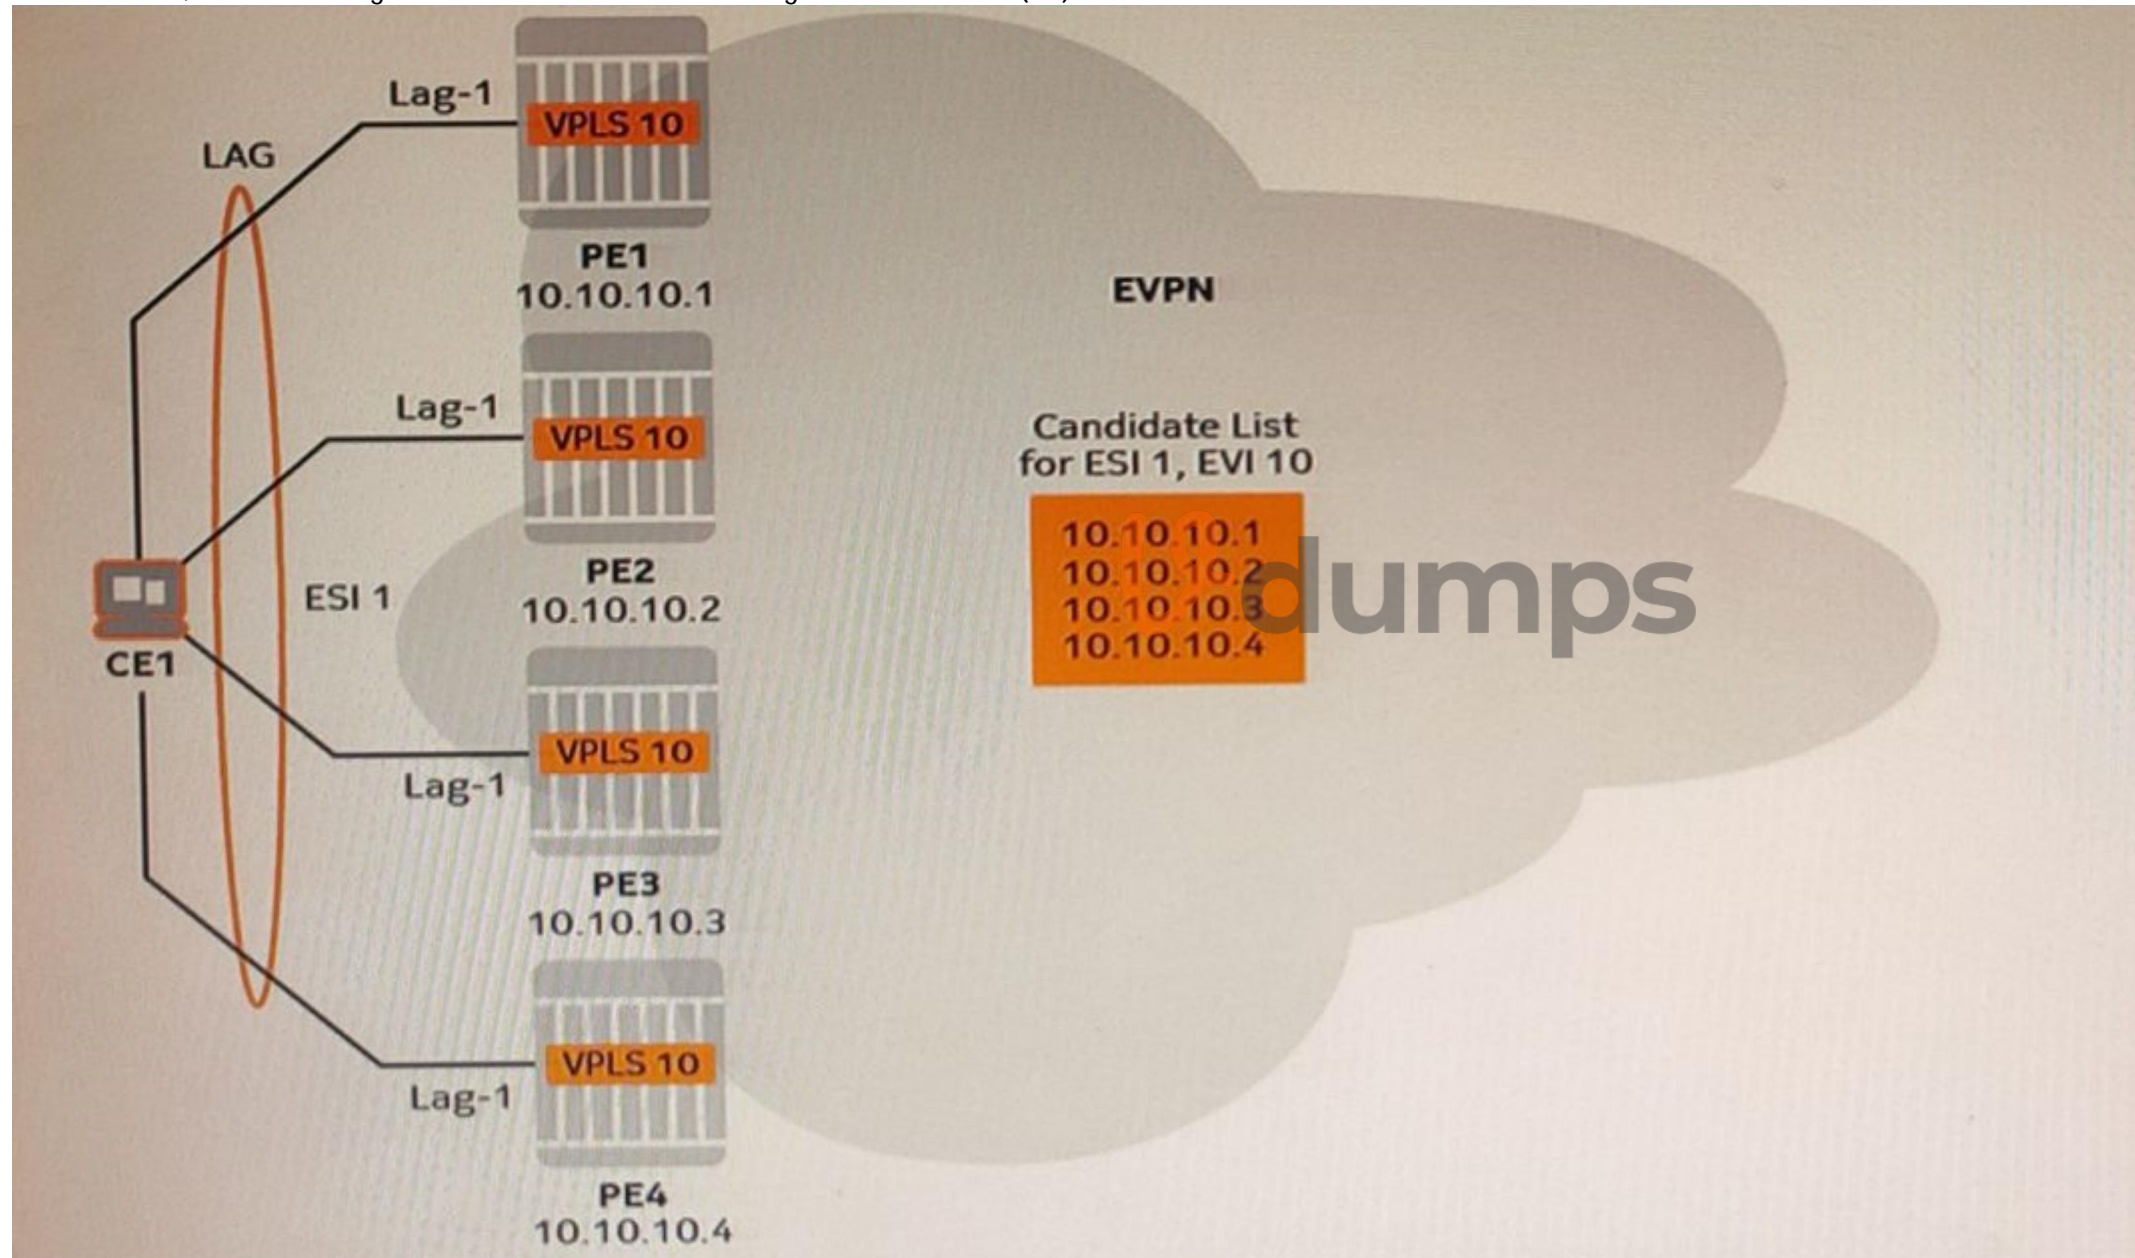 Lag-1
VPLS 10
LAG
PE1
10.10.10.1
EVPN
Lag-1
VPLS 10
Candidate List
for ESI 1, EVI 10
10.10.10.1
10.10.10.2
10.10.10.3
10.10.10.4
dumps
PE2
10.10.10.2
ESI 1
CE1
VPLS 10
Lag-1
PE3
10.10.10.3
VPLS 10
Lag-1
PE4
10.10.10.4